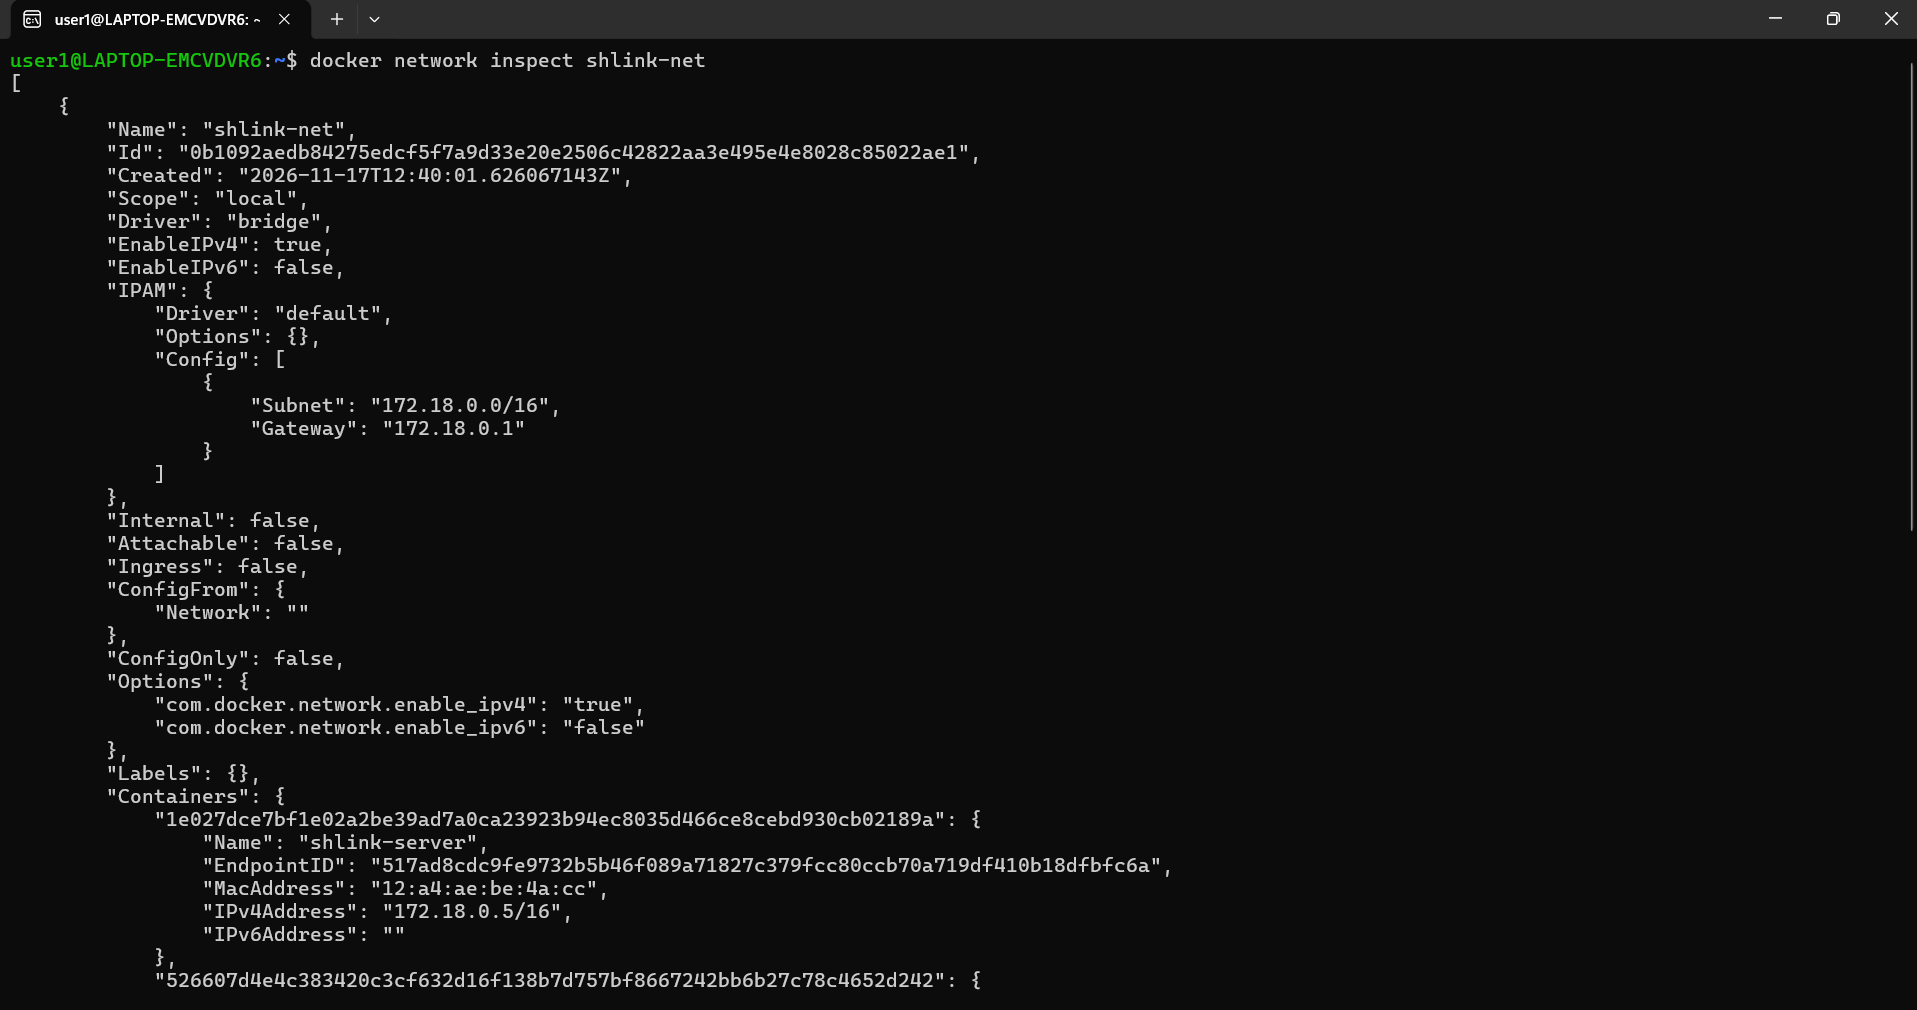 user1@LAPTOP-EMCVDVR6: ~
user1@LAPTOP-EMCVDVR6:~$ docker network inspect shlink-net
[
    {
        "Name": "shlink-net",
        "Id": "0b1092aedb84275edcf5f7a9d33e20e2506c42822aa3e495e4e8028c85022ae1",
        "Created": "2026-11-17T12:40:01.626067143Z",
        "Scope": "local",
        "Driver": "bridge",
        "EnableIPv4": true,
        "EnableIPv6": false,
        "IPAM": {
            "Driver": "default",
            "Options": {},
            "Config": [
                {
                    "Subnet": "172.18.0.0/16",
                    "Gateway": "172.18.0.1"
                }
            ]
        },
        "Internal": false,
        "Attachable": false,
        "Ingress": false,
        "ConfigFrom": {
            "Network": ""
        },
        "ConfigOnly": false,
        "Options": {
            "com.docker.network.enable_ipv4": "true",
            "com.docker.network.enable_ipv6": "false"
        },
        "Labels": {},
        "Containers": {
            "1e027dce7bf1e02a2be39ad7a0ca23923b94ec8035d466ce8cebd930cb02189a": {
                "Name": "shlink-server",
                "EndpointID": "517ad8cdc9fe9732b5b46f089a71827c379fcc80ccb70a719df410b18dfbfc6a",
                "MacAddress": "12:a4:ae:be:4a:cc",
                "IPv4Address": "172.18.0.5/16",
                "IPv6Address": ""
            },
            "526607d4e4c383420c3cf632d16f138b7d757bf8667242bb6b27c78c4652d242": {